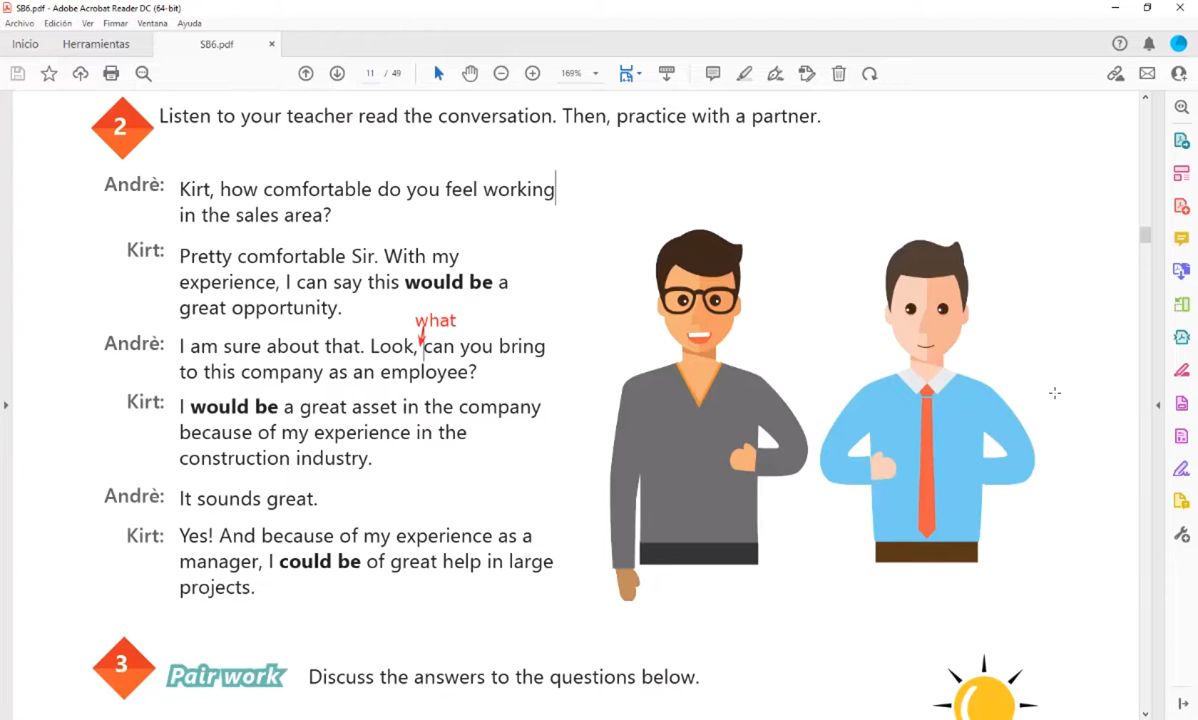 SB6.pdf - Adobe Acrobat Reader DC (64-bit)
Archivo Edición Ver Firmar Ventana Ayuda
Inicio Herramientas SB6.pdf ×
11 / 49 169%
2 Listen to your teacher read the conversation. Then, practice with a partner.
Andrè: Kirt, how comfortable do you feel working
in the sales area?
Kirt: Pretty comfortable Sir. With my
experience, I can say this would be a
great opportunity.
what
Andrè: I am sure about that. Look, can you bring
to this company as an employee?
Kirt: I would be a great asset in the company
because of my experience in the
construction industry.
Andrè: It sounds great.
Kirt: Yes! And because of my experience as a
manager, I could be of great help in large
projects.
3 Pair work Discuss the answers to the questions below.